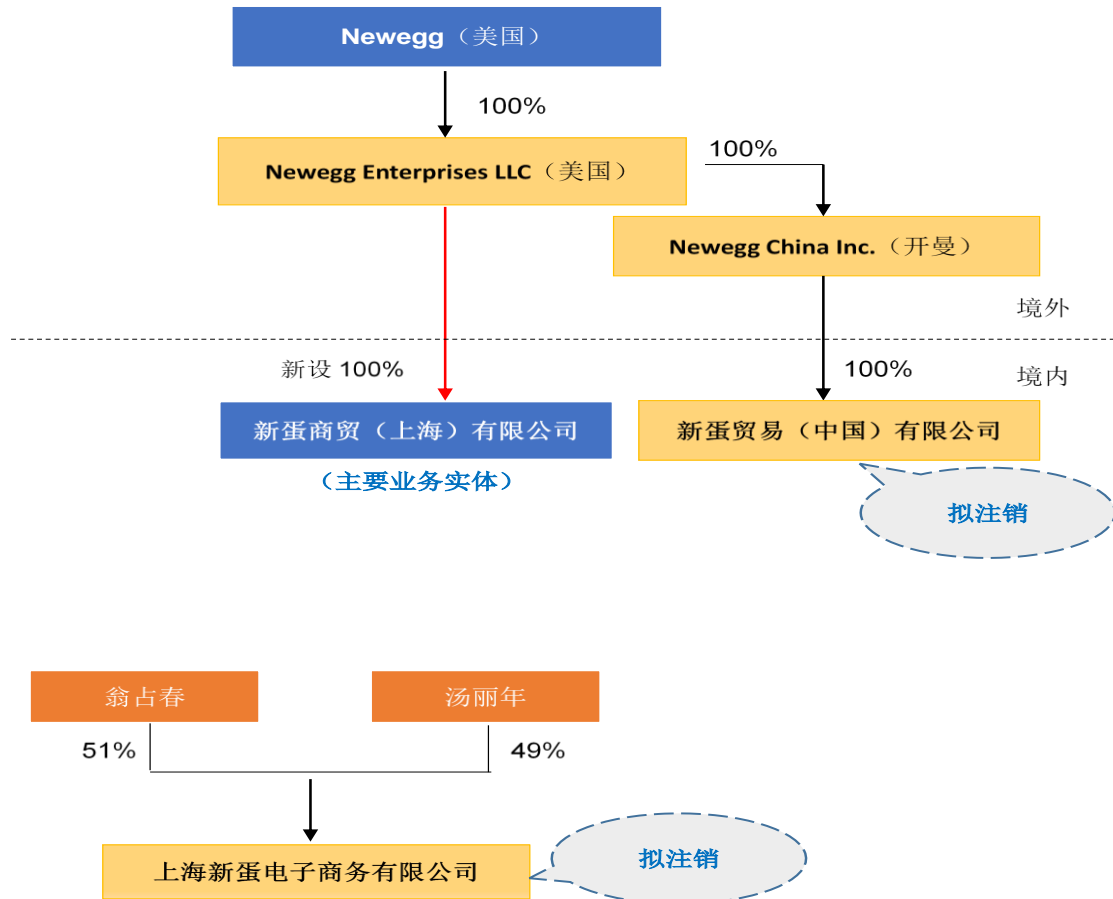 Newegg（美国）
100%
Newegg Enterprises LLC（美国）
100%
Newegg China Inc.（开曼）
境外
新设 100%
100%
境内
新蛋商贸（上海）有限公司
新蛋贸易（中国）有限公司
（主要业务实体）
拟注销
翁占春
汤丽年
51%
49%
上海新蛋电子商务有限公司
拟注销